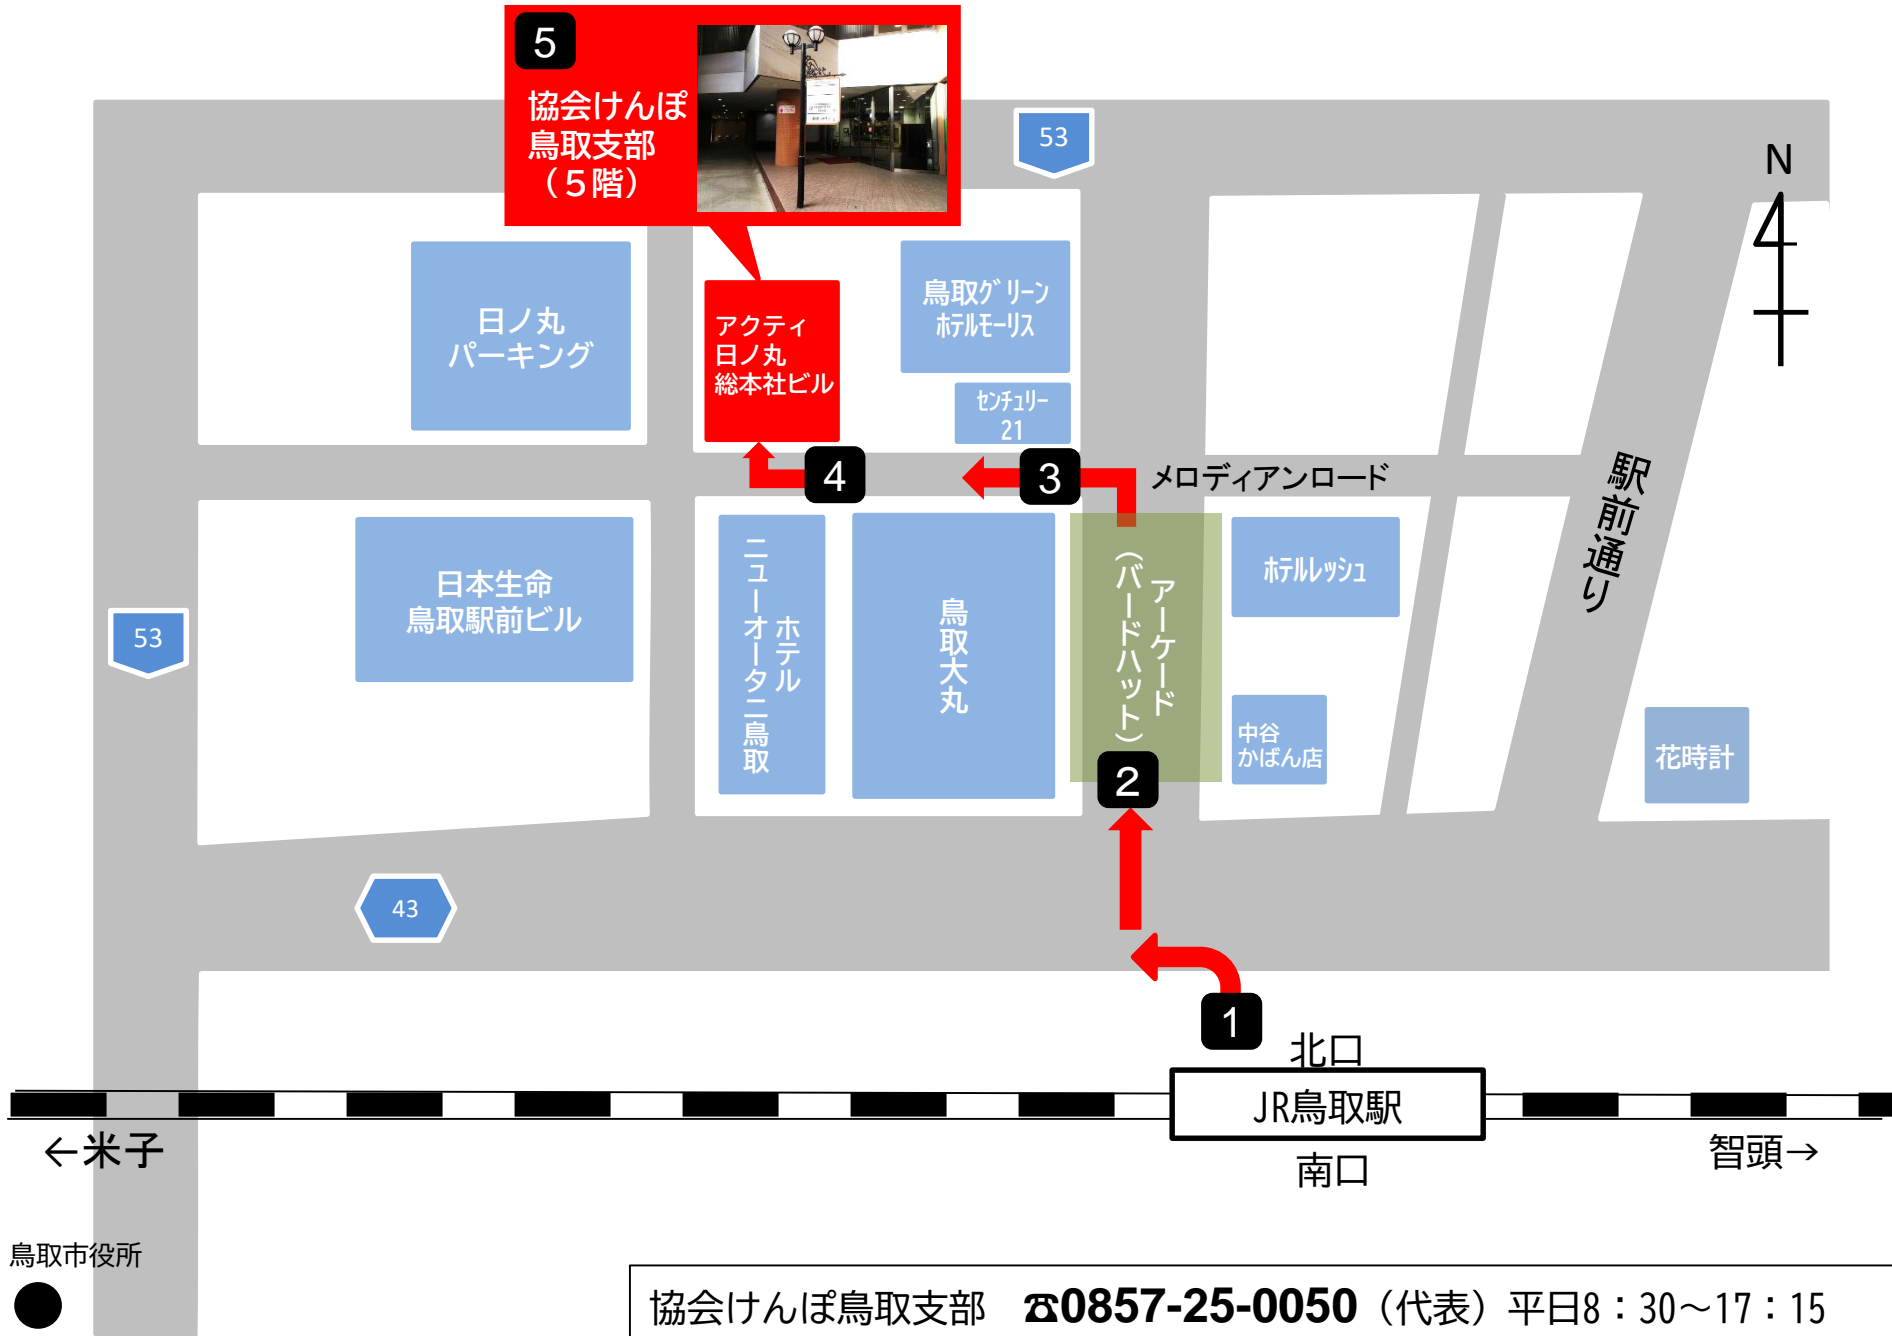 5
協会けんぽ
鳥取支部
（５階）
53
N
日ノ丸
パーキング
アクティ
日ノ丸
総本社ビル
鳥取ｸﾞﾘｰﾝ
ﾎﾃﾙﾓｰﾘｽ
ｾﾝﾁｭﾘｰ
21
4
3
メロディアンロード
駅前通り
日本生命
鳥取駅前ビル
53
ホテル
ニューオータニ鳥取
鳥取大丸
アーケード
（バードハット）
ﾎﾃﾙﾚｯｼｭ
中谷
かばん店
花時計
2
43
1
北口
JR鳥取駅
南口
←米子
智頭→
鳥取市役所
協会けんぽ鳥取支部　☎0857-25-0050（代表）平日8：30～17：15